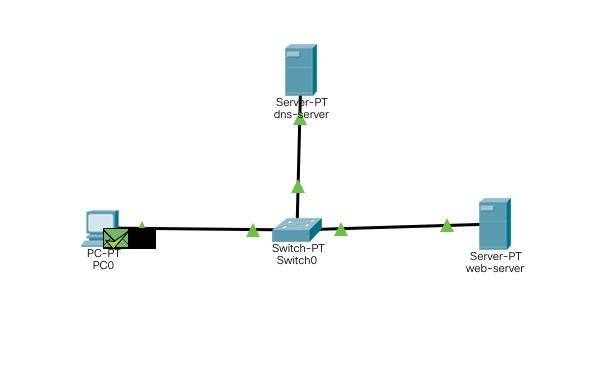 Server-PT
dns-server
PC-PT
PC0
Switch-PT
Switch0
Server-PT
web-server